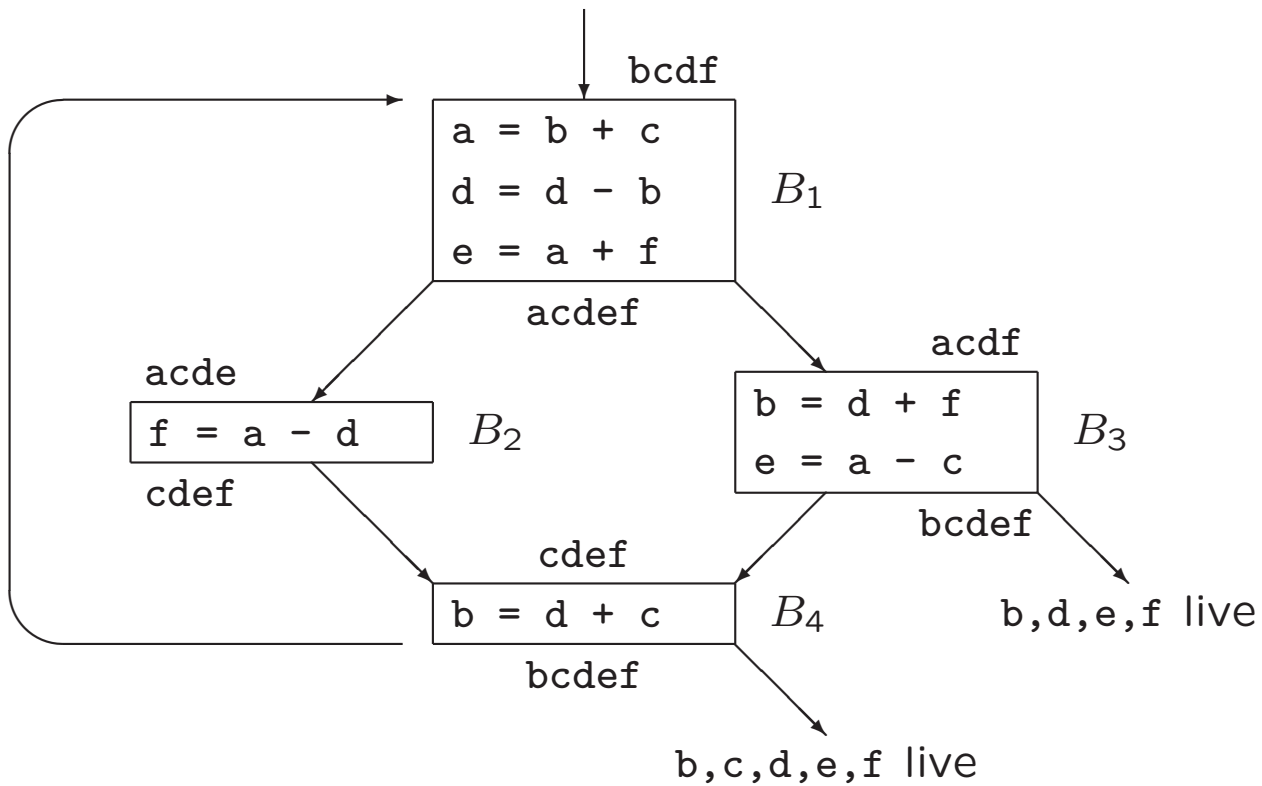 bcdf
a = b + c
d = d - b
e = a + f
B1
acdef
acde
f = a - d
B2
cdef
acdf
b = d + f
e = a - c
B3
bcdef
b,d,e,f live
cdef
b = d + c
B4
bcdef
b,c,d,e,f live